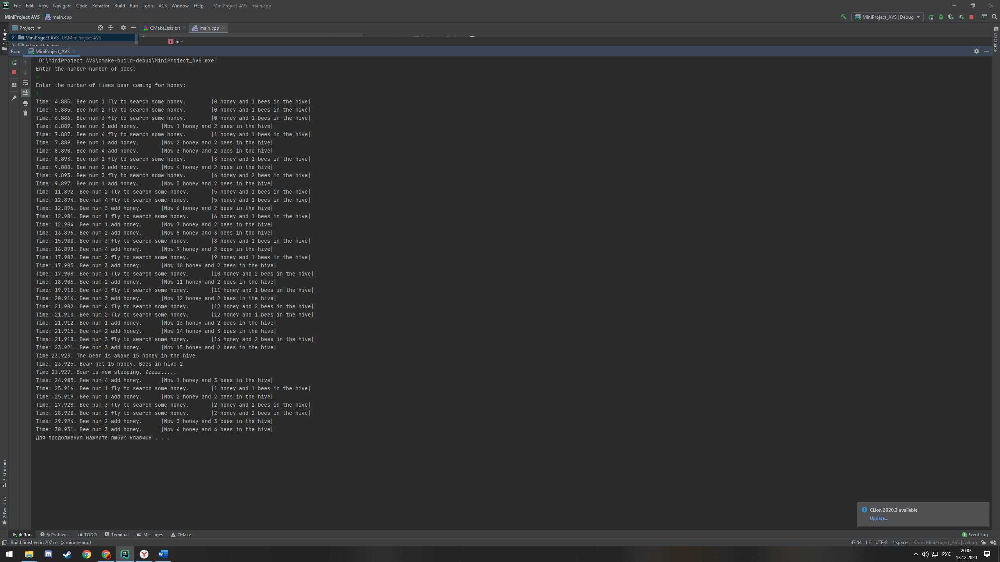 File Edit View Navigate Code Refactor Build Run Tools VCS Window Help MiniProject_AVS - main.cpp
MiniProject AVS main.cpp MiniProject_AVS | Debug
Project CMakeLists.txt main.cpp
1: Project
MiniProject AVS D:\MiniProject AVS
External Libraries
bee
Database
Run: MiniProject_AVS
"D:\MiniProject AVS\cmake-build-debug\MiniProject_AVS.exe"
Enter the number number of bees:
4
Enter the number of times bear coming for honey:
1
Time: 4.885. Bee num 1 fly to search some honey. |0 honey and 1 bees in the hive|
Time: 5.885. Bee num 2 fly to search some honey. |0 honey and 1 bees in the hive|
Time: 6.886. Bee num 3 fly to search some honey. |0 honey and 1 bees in the hive|
Time: 6.889. Bee num 3 add honey. |Now 1 honey and 2 bees in the hive|
Time: 7.887. Bee num 4 fly to search some honey. |1 honey and 1 bees in the hive|
Time: 7.889. Bee num 1 add honey. |Now 2 honey and 2 bees in the hive|
Time: 8.890. Bee num 4 add honey. |Now 3 honey and 2 bees in the hive|
Time: 8.893. Bee num 1 fly to search some honey. |3 honey and 1 bees in the hive|
Time: 9.888. Bee num 2 add honey. |Now 4 honey and 2 bees in the hive|
Time: 9.893. Bee num 3 fly to search some honey. |4 honey and 2 bees in the hive|
Time: 9.897. Bee num 1 add honey. |Now 5 honey and 2 bees in the hive|
Time: 11.892. Bee num 2 fly to search some honey. |5 honey and 1 bees in the hive|
Time: 12.894. Bee num 4 fly to search some honey. |5 honey and 1 bees in the hive|
Time: 12.896. Bee num 3 add honey. |Now 6 honey and 2 bees in the hive|
Time: 12.901. Bee num 1 fly to search some honey. |6 honey and 1 bees in the hive|
Time: 12.904. Bee num 1 add honey. |Now 7 honey and 2 bees in the hive|
Time: 13.896. Bee num 2 add honey. |Now 8 honey and 3 bees in the hive|
Time: 15.900. Bee num 3 fly to search some honey. |8 honey and 1 bees in the hive|
Time: 16.898. Bee num 4 add honey. |Now 9 honey and 2 bees in the hive|
Time: 17.902. Bee num 2 fly to search some honey. |9 honey and 1 bees in the hive|
Time: 17.905. Bee num 3 add honey. |Now 10 honey and 2 bees in the hive|
Time: 17.908. Bee num 1 fly to search some honey. |10 honey and 2 bees in the hive|
Time: 18.906. Bee num 2 add honey. |Now 11 honey and 2 bees in the hive|
Time: 19.910. Bee num 3 fly to search some honey. |11 honey and 1 bees in the hive|
Time: 20.914. Bee num 3 add honey. |Now 12 honey and 2 bees in the hive|
Time: 21.902. Bee num 4 fly to search some honey. |12 honey and 2 bees in the hive|
Time: 21.910. Bee num 2 fly to search some honey. |12 honey and 1 bees in the hive|
Time: 21.912. Bee num 1 add honey. |Now 13 honey and 2 bees in the hive|
Time: 21.915. Bee num 2 add honey. |Now 14 honey and 3 bees in the hive|
Time: 21.918. Bee num 3 fly to search some honey. |14 honey and 2 bees in the hive|
Time: 23.921. Bee num 3 add honey. |Now 15 honey and 2 bees in the hive|
Time 23.923. The bear is awake 15 honey in the hive
Time: 23.925. Bear get 15 honey. Bees in hive 2
Time 23.927. Bear is now sleeping. Zzzzz.....
Time: 24.905. Bee num 4 add honey. |Now 1 honey and 3 bees in the hive|
Time: 25.916. Bee num 1 fly to search some honey. |1 honey and 1 bees in the hive|
Time: 25.919. Bee num 1 add honey. |Now 2 honey and 2 bees in the hive|
Time: 27.928. Bee num 3 fly to search some honey. |2 honey and 2 bees in the hive|
Time: 28.920. Bee num 2 fly to search some honey. |2 honey and 2 bees in the hive|
Time: 29.924. Bee num 2 add honey. |Now 3 honey and 3 bees in the hive|
Time: 30.931. Bee num 3 add honey. |Now 4 honey and 4 bees in the hive|
Для продолжения нажмите любую клавишу . . .
7: Structure
2: Favorites
CLion 2020.3 available
Update...
4: Run 6: Problems TODO Terminal Messages CMake 1 Event Log
Build finished in 207 ms (a minute ago) 47:44 LF UTF-8 4 spaces C++: MiniProject_AVS | Debug
РУС 20:03
13.12.2020